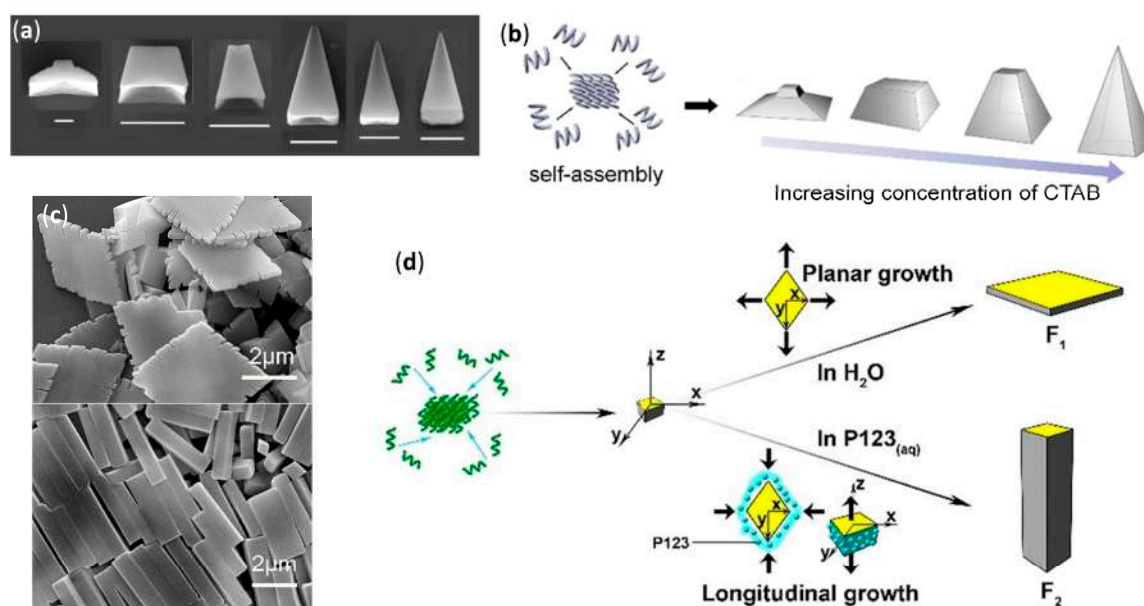 (a)
(b)
self-assembly
Increasing concentration of CTAB
(c)
2μm
2μm
(d)
Planar growth
x
y
z
x
y
In H₂O
F₁
In P123(aq)
x
y
P123
z
x
y
Longitudinal growth
F₂